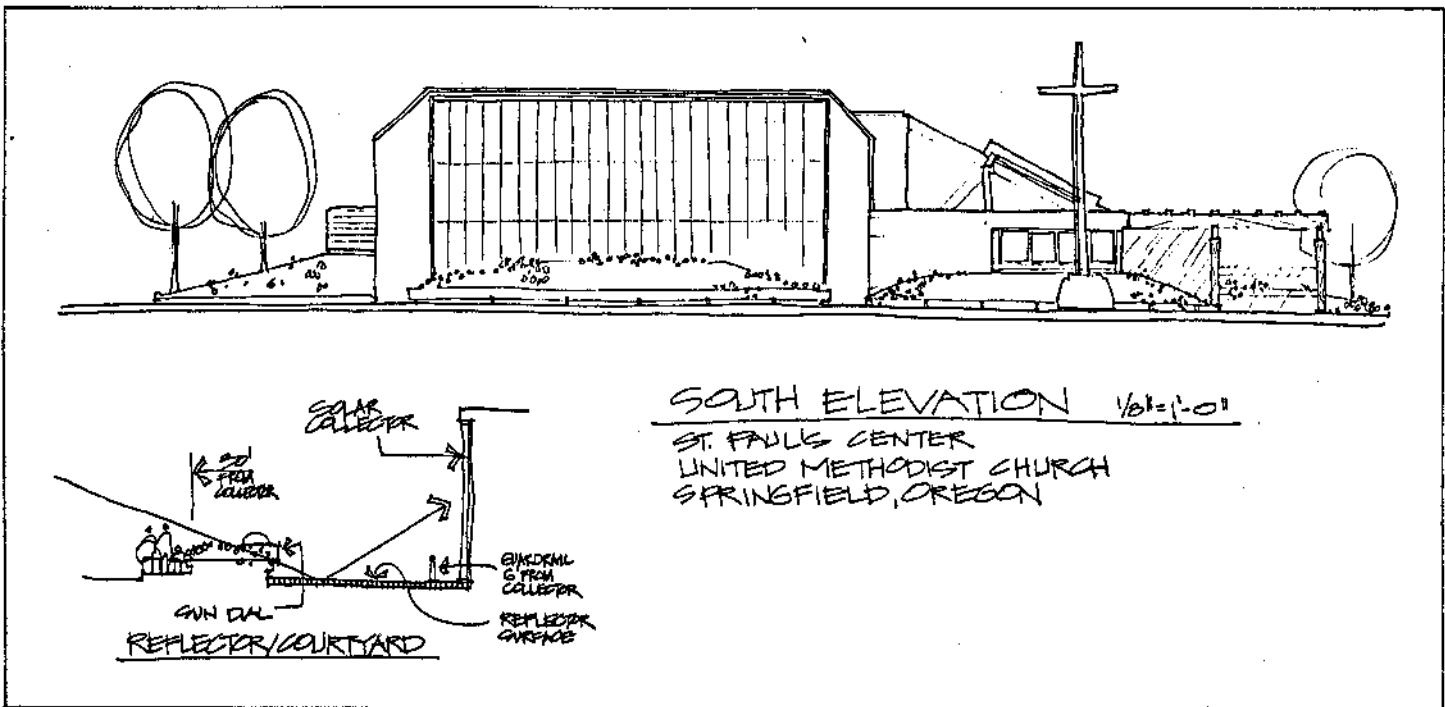 SOUTH ELEVATION 1/8"=1'-0"
ST. PAUL'S CENTER
UNITED METHODIST CHURCH
SPRINGFIELD, OREGON
SOLAR
COLLECTOR
30'
FROM
COLLECTOR
GUARDRAIL
6' FROM
COLLECTOR
SUN DIAL
REFLECTOR
SURFACE
REFLECTOR/COURTYARD